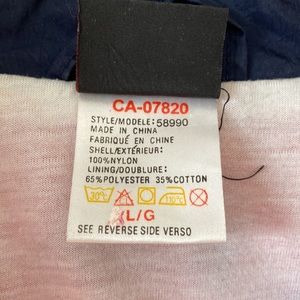 CA-07820
STYLE/MODELE: 58990
MADE IN CHINA
FABRIQUÉ EN CHINE
SHELL/EXTÉRIEUR:
100%NYLON
LINING/DOUBLURE:
65%POLYESTER 35%COTTON
L/G
SEE REVERSE SIDE VERSO